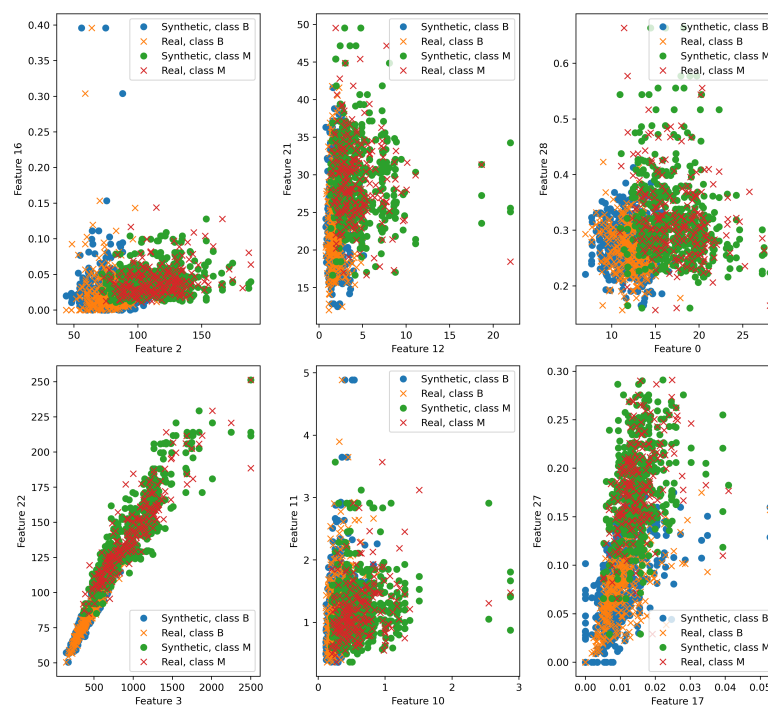 0.40
0.35
0.30
0.25
0.20
0.15
0.10
0.05
0.00
Feature 16
50
100
150
Feature 2
Synthetic, class B
Real, class B
Synthetic, class M
Real, class M
50
45
40
35
30
25
20
15
Feature 21
0
5
10
15
20
Feature 12
Synthetic, class B
Real, class B
Synthetic, class M
Real, class M
0.6
0.5
0.4
0.3
0.2
Feature 28
10
15
20
25
Feature 0
Synthetic, class B
Real, class B
Synthetic, class M
Real, class M
250
225
200
175
150
125
100
75
50
Feature 22
500
1000
1500
2000
2500
Feature 3
Synthetic, class B
Real, class B
Synthetic, class M
Real, class M
5
4
3
2
1
Feature 11
0
1
2
3
Feature 10
Synthetic, class B
Real, class B
Synthetic, class M
Real, class M
0.30
0.25
0.20
0.15
0.10
0.05
0.00
Feature 27
0.00
0.01
0.02
0.03
0.04
0.05
Feature 17
Synthetic, class B
Real, class B
Synthetic, class M
Real, class M